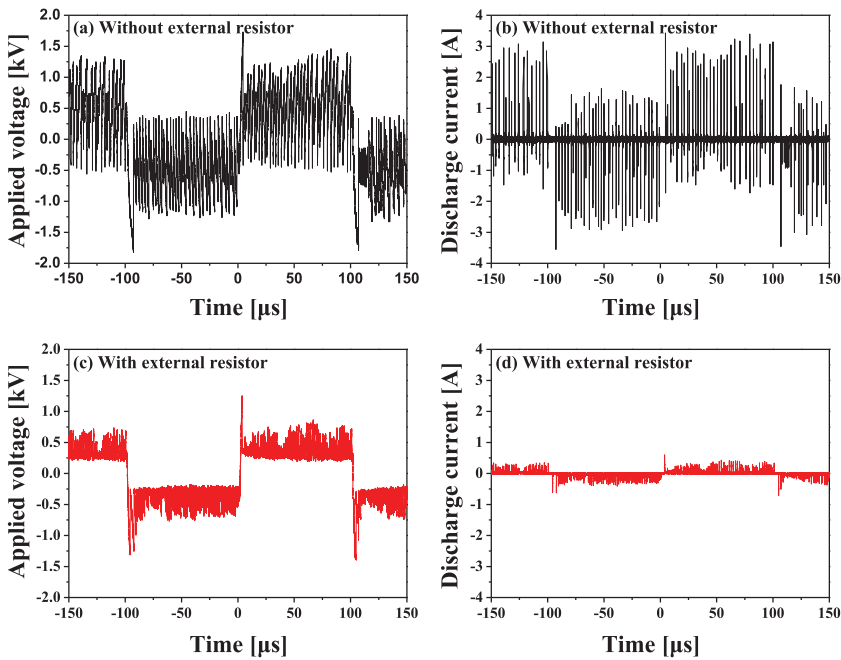 (a) Without external resistor
Applied voltage [kV]
2.0
1.5
1.0
0.5
0.0
-0.5
-1.0
-1.5
-2.0
-150 -100 -50 0 50 100 150
Time [μs]
(b) Without external resistor
Discharge current [A]
4
3
2
1
0
-1
-2
-3
-4
-150 -100 -50 0 50 100 150
Time [μs]
(c) With external resistor
Applied voltage [kV]
2.0
1.5
1.0
0.5
0.0
-0.5
-1.0
-1.5
-2.0
-150 -100 -50 0 50 100 150
Time [μs]
(d) With external resistor
Discharge current [A]
4
3
2
1
0
-1
-2
-3
-4
-150 -100 -50 0 50 100 150
Time [μs]